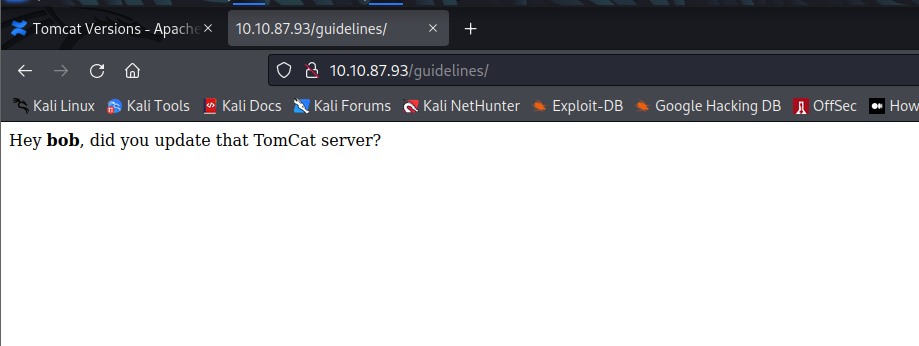 Tomcat Versions - Apache
10.10.87.93/guidelines/
10.10.87.93/guidelines/
Kali Linux Kali Tools Kali Docs Kali Forums Kali NetHunter Exploit-DB Google Hacking DB OffSec How
Hey bob, did you update that TomCat server?